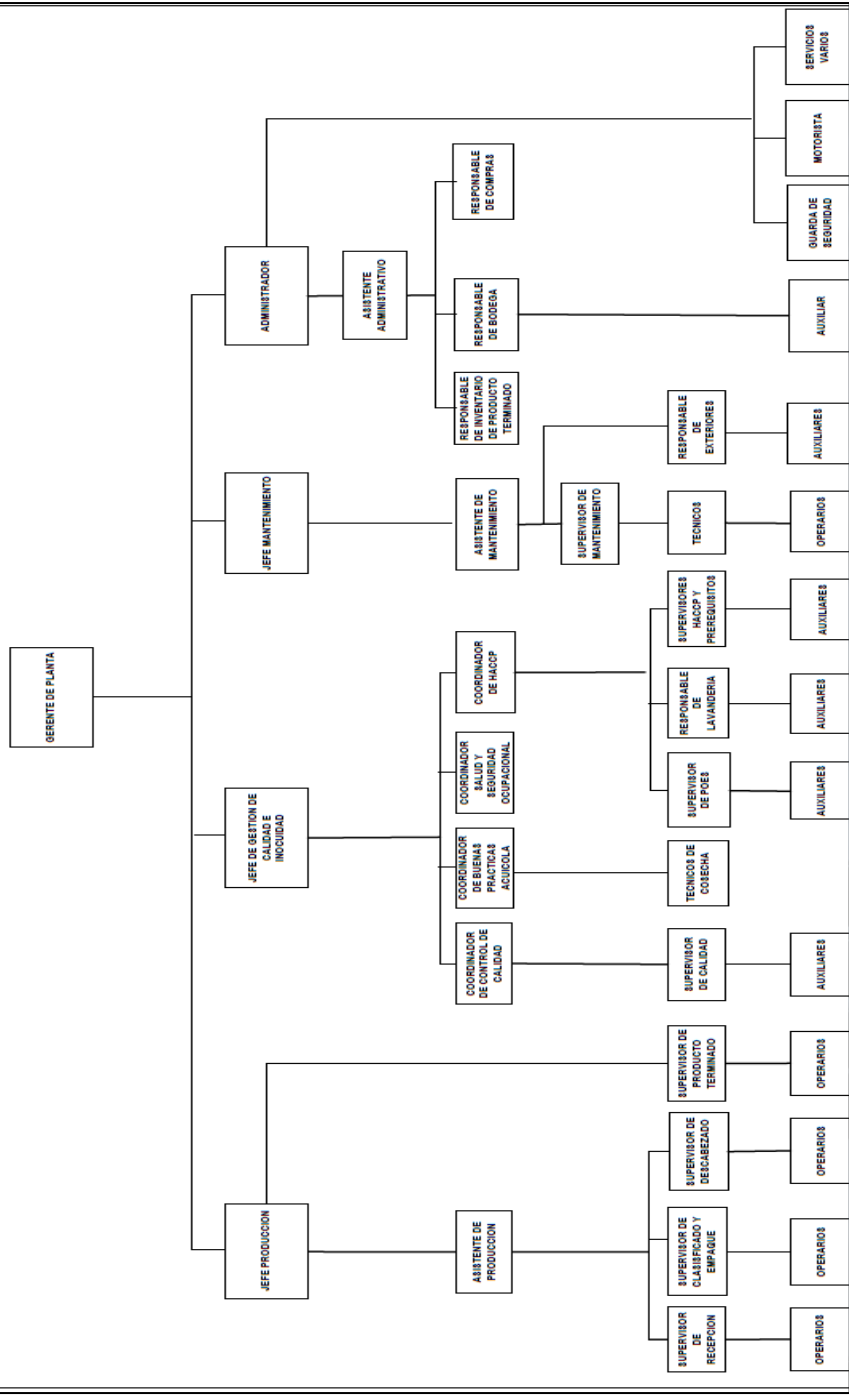 GERENTE DE PLANTA
JEFE PRODUCCION
JEFE DE GESTION DE
CALIDAD E
INOCUIDAD
JEFE MANTENIMIENTO
ADMINISTRADOR
ASISTENTE
ADMINISTRATIVO
ASISTENTE DE
PRODUCCION
COORDINADOR
DE CONTROL DE
CALIDAD
COORDINADOR
DE BUENAS
PRACTICAS
ACUICOLA
COORDINADOR
SALUD Y
SEGURIDAD
OCUPACIONAL
COORDINADOR
DE HACCP
ASISTENTE DE
MANTENIMIENTO
RESPONSABLE
DE INVENTARIO
DE PRODUCTO
TERMINADO
RESPONSABLE
DE BODEGA
RESPONSABLE
DE COMPRAS
SUPERVISOR DE
MANTENIMIENTO
SUPERVISOR
DE
RECEPCION
SUPERVISOR DE
CLASISFICADO Y
EMPAQUE
SUPERVISOR DE
DESCABEZADO
SUPERVISOR DE
PRODUCTO
TERMINADO
SUPERVISOR
DE CALIDAD
TECNICOS DE
COSECHA
SUPERVISOR
DE POES
RESPONSABLE
DE
LAVANDERIA
SUPERVISORES
HACCP Y
PREREQUISITOS
TECNICOS
RESPONSABLE
DE
EXTERIORES
OPERARIOS
OPERARIOS
OPERARIOS
OPERARIOS
AUXILIARES
AUXILIARES
AUXILIARES
AUXILIARES
OPERARIOS
AUXILIARES
AUXILIAR
GUARDA DE
SEGURIDAD
MOTORISTA
SERVICIOS
VARIOS